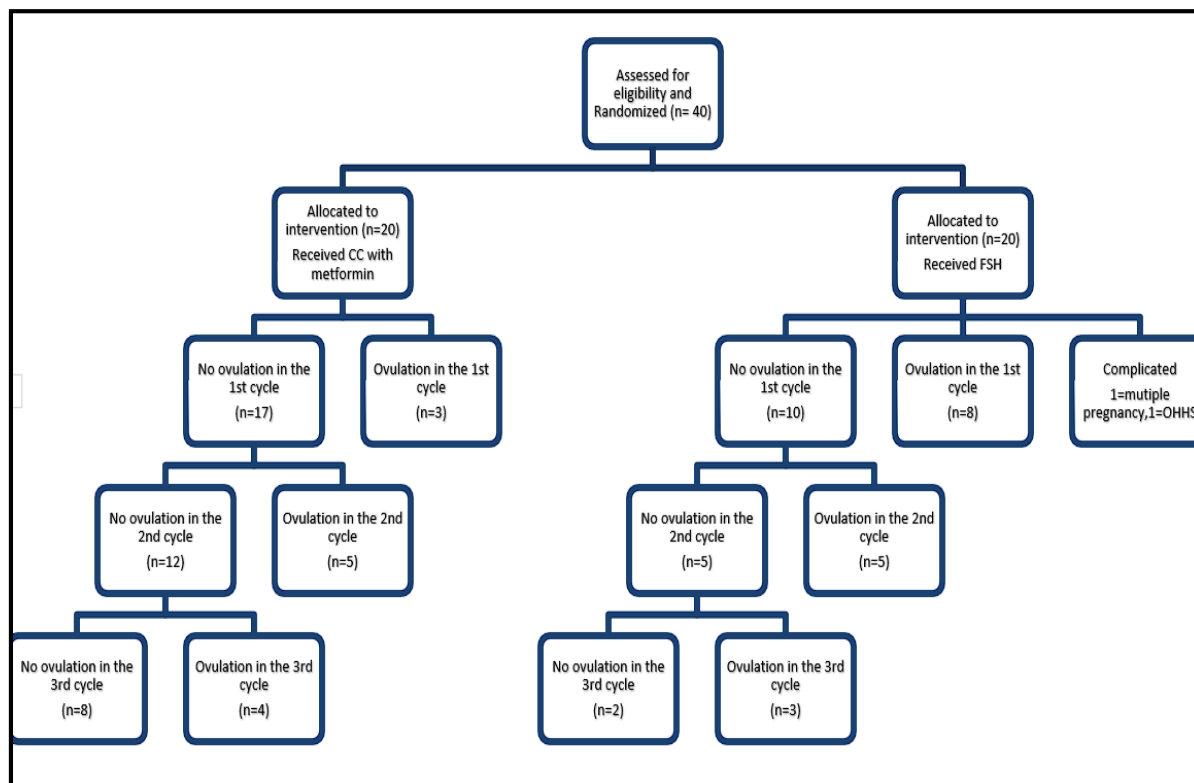 Assessed for
eligibility and
Randomized (n= 40)
Allocated to
intervention (n=20)
Received CC with
metformin
Allocated to
intervention (n=20)
Received FSH
No ovulation in the
1st cycle
(n=17)
Ovulation in the 1st
cycle
(n=3)
No ovulation in the
1st cycle
(n=10)
Ovulation in the 1st
cycle
(n=8)
Complicated
1=mutiple
pregnancy,1=OHHS
No ovulation in the
2nd cycle
(n=12)
Ovulation in the 2nd
cycle
(n=5)
No ovulation in the
2nd cycle
(n=5)
Ovulation in the 2nd
cycle
(n=5)
No ovulation in the
3rd cycle
(n=8)
Ovulation in the 3rd
cycle
(n=4)
No ovulation in the
3rd cycle
(n=2)
Ovulation in the 3rd
cycle
(n=3)